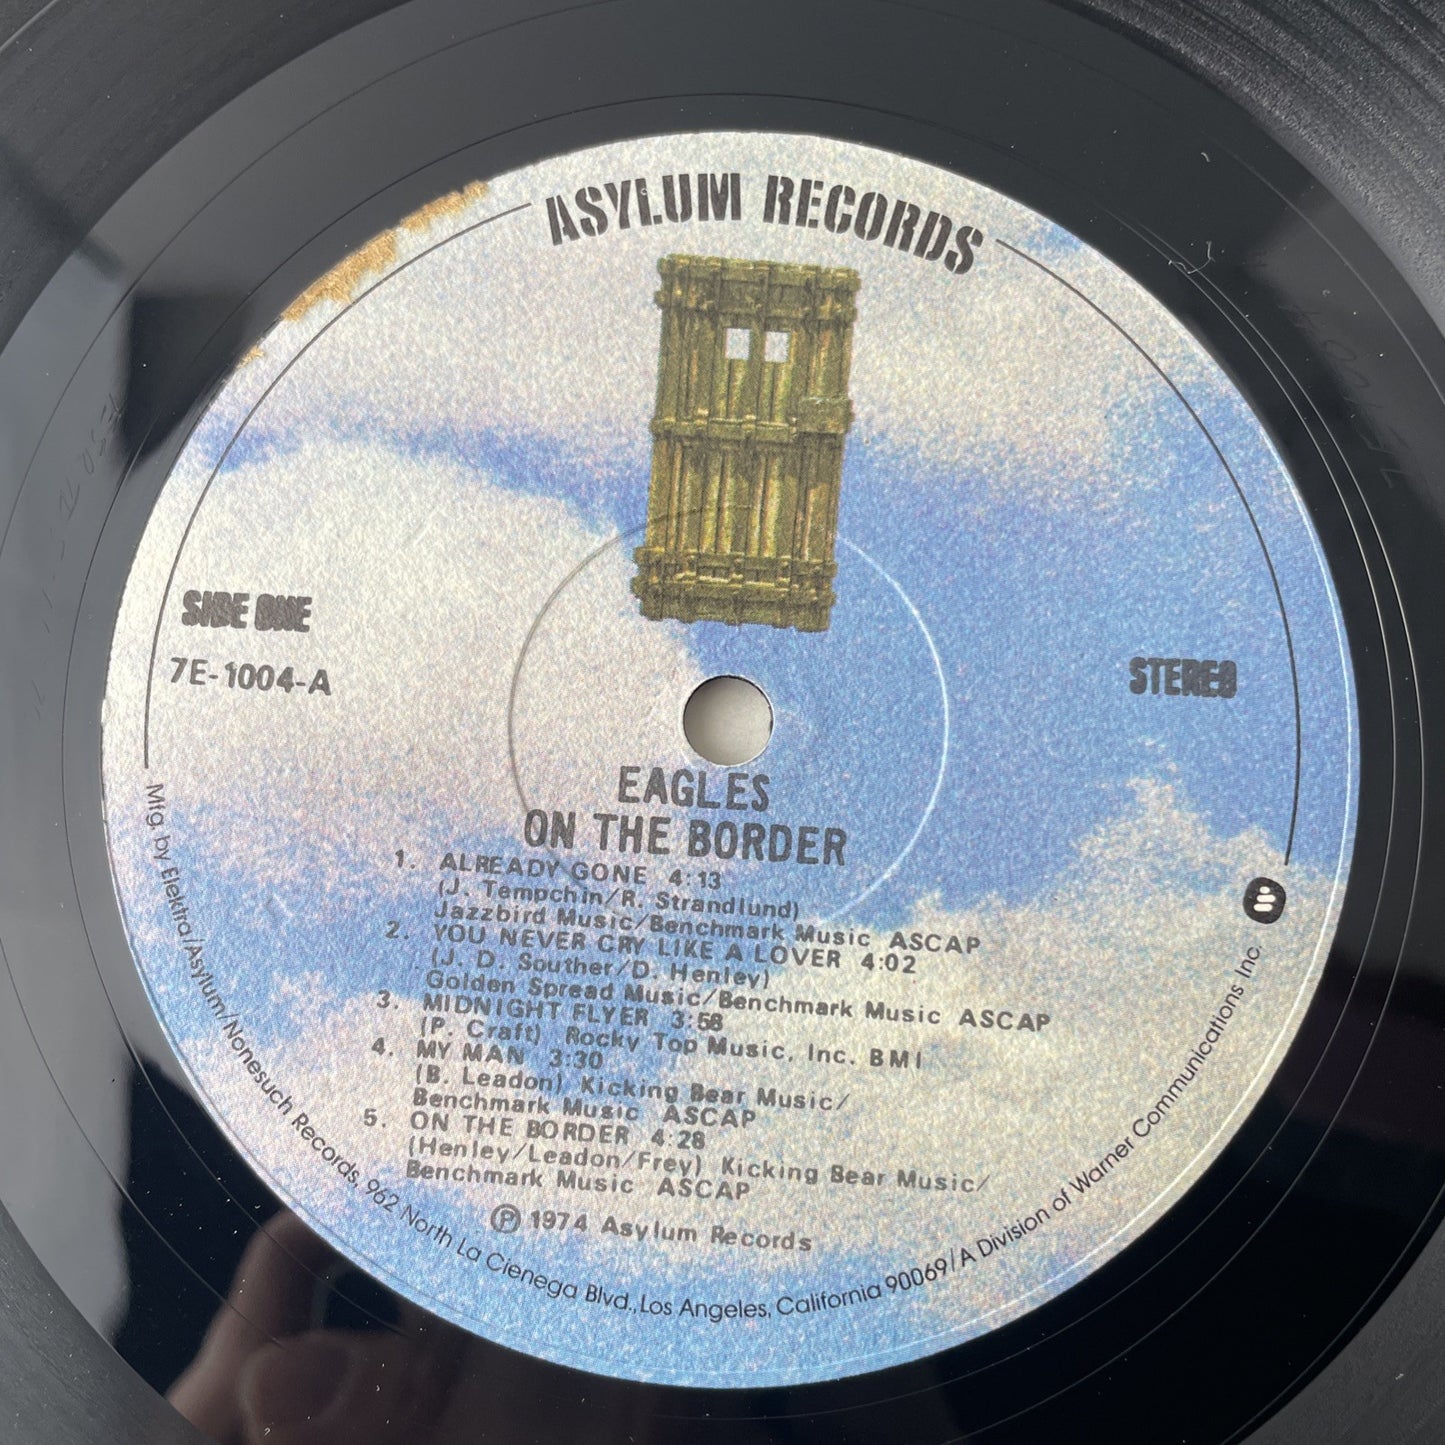 ASYLUM RECORDS
SIDE ONE
7E-1004-A
STEREO
EAGLES
ON THE BORDER
1. ALREADY GONE 4:13
(J. Tempchin/R. Strandlund)
Jazzbird Music/Benchmark Music ASCAP
2. YOU NEVER CRY LIKE A LOVER 4:02
(J. D. Souther/D. Henley)
Golden Spread Music/Benchmark Music ASCAP
3. MIDNIGHT FLYER 3:58
(P. Craft) Rocky Top Music, Inc. BMI
4. MY MAN 3:30
(B. Leadon) Kicking Bear Music/
Benchmark Music ASCAP
5. ON THE BORDER 4:28
(Henley/Leadon/Frey) Kicking Bear Music/
Benchmark Music ASCAP
℗ 1974 Asylum Records
Mfg. by Elektra/Asylum/Nonesuch Records, 962 North La Cienega Blvd., Los Angeles, California 90069/A Division of Warner Communications Inc.